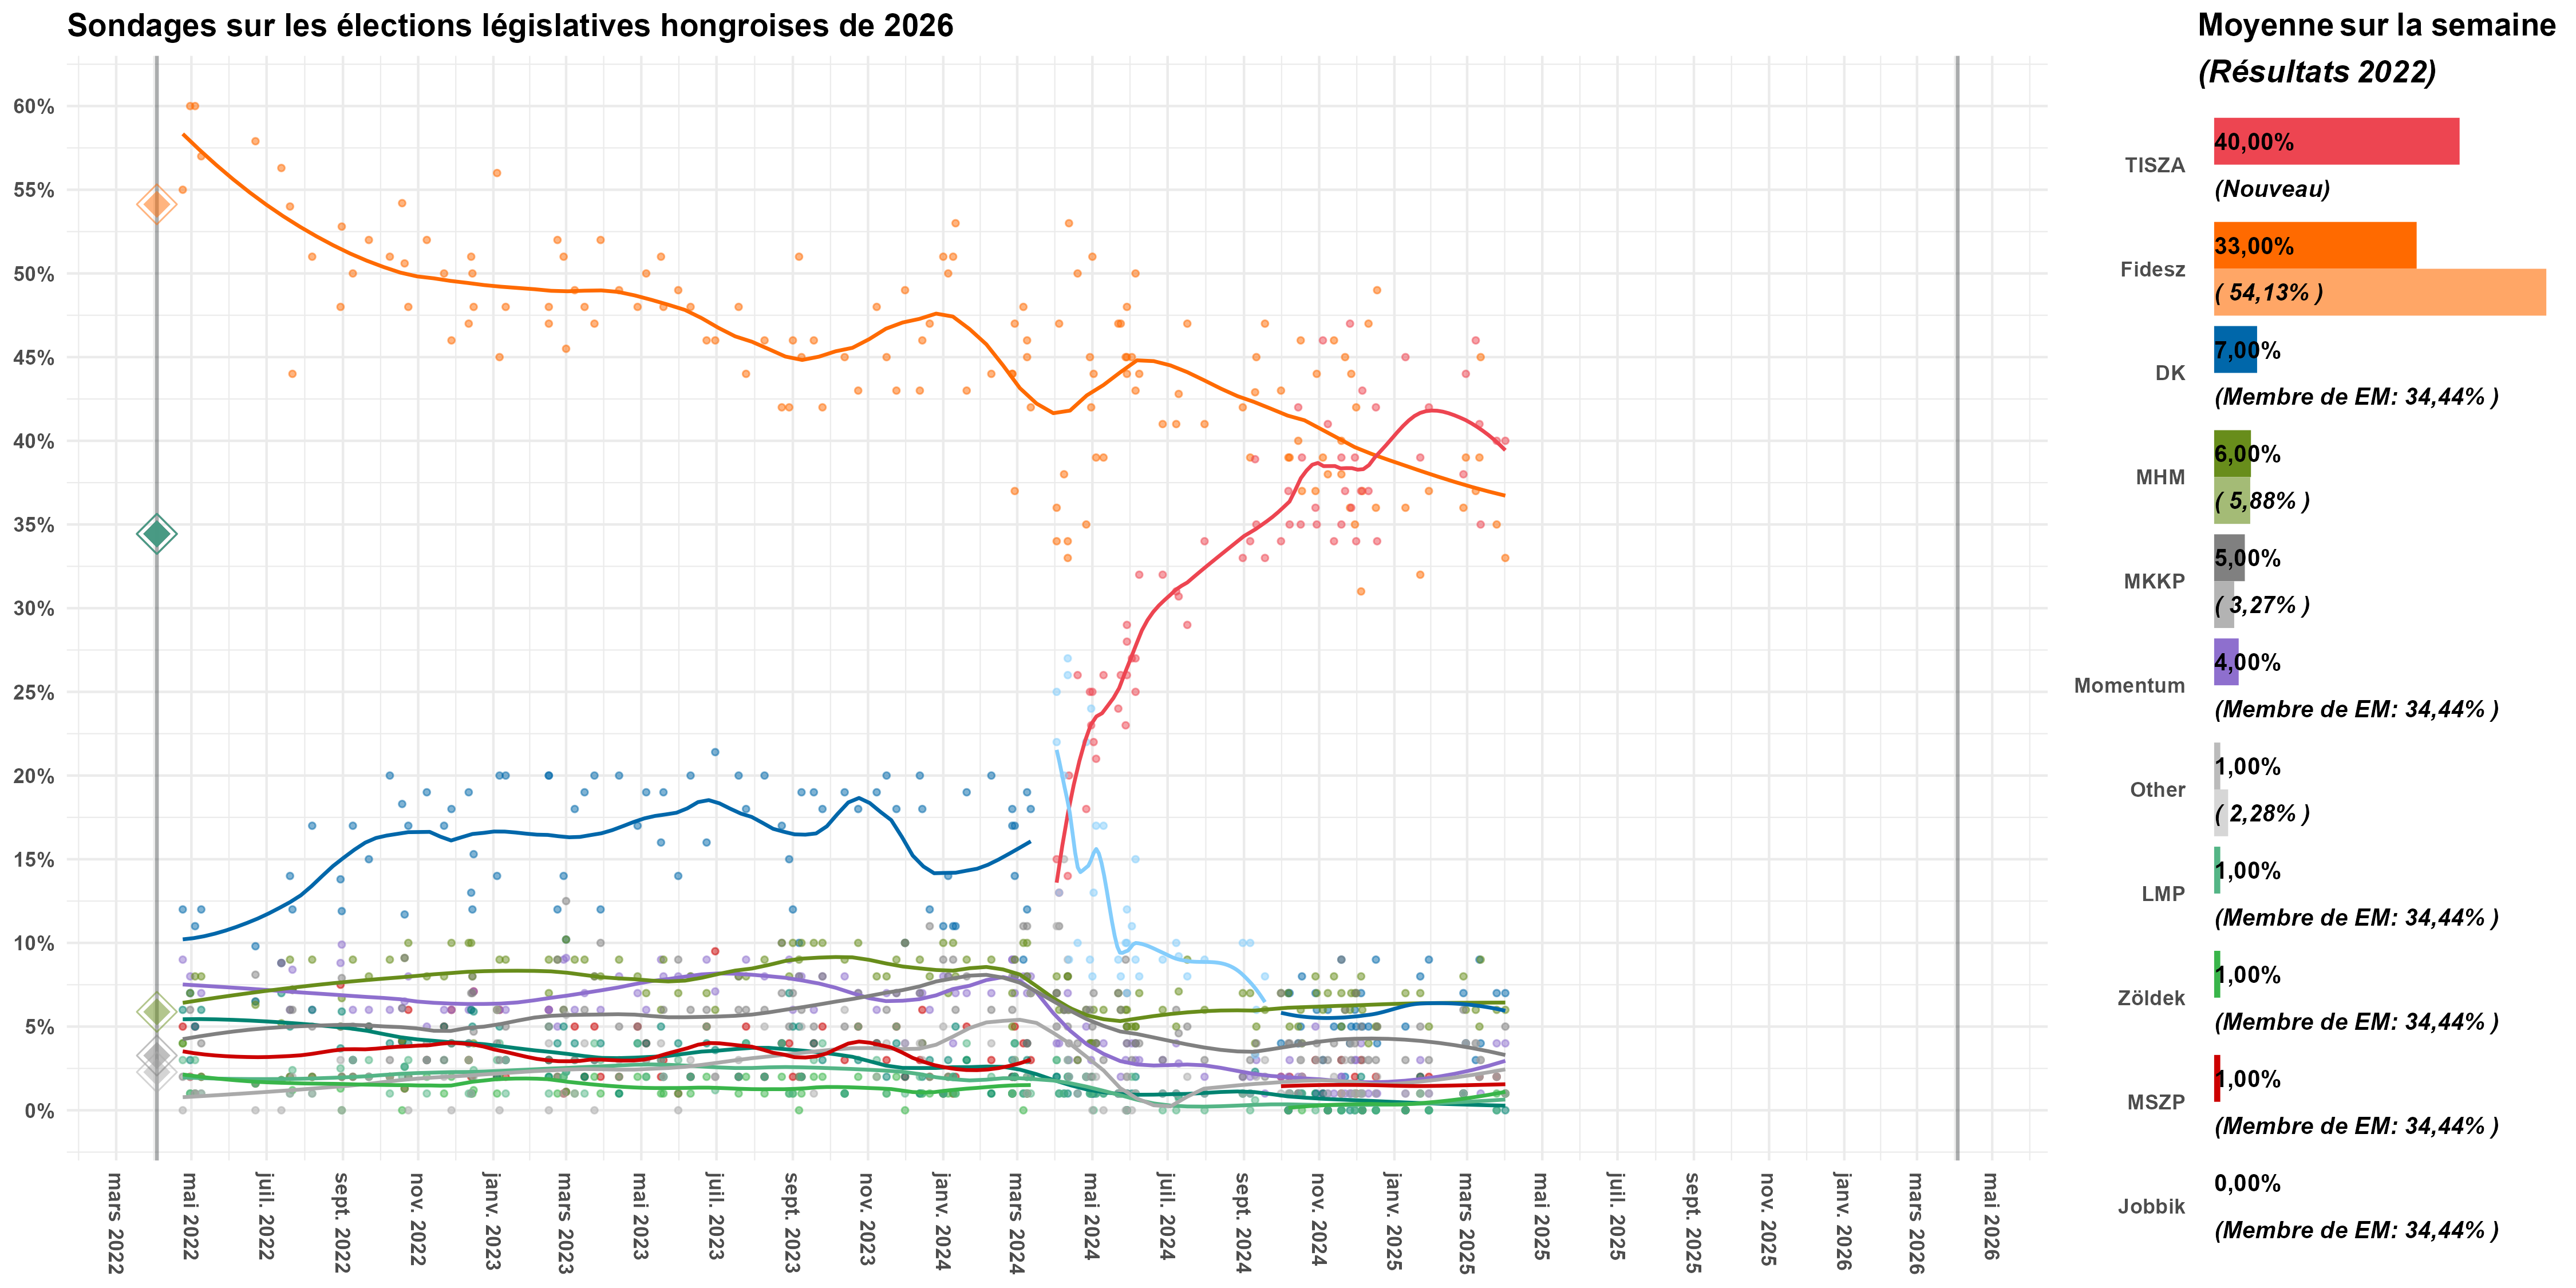 Sondages sur les élections législatives hongroises de 2026
60%
55%
50%
45%
40%
35%
30%
25%
20%
15%
10%
5%
0%
mars 2022
mai 2022
juil. 2022
sept. 2022
nov. 2022
janv. 2023
mars 2023
mai 2023
juil. 2023
sept. 2023
nov. 2023
janv. 2024
mars 2024
mai 2024
juil. 2024
sept. 2024
nov. 2024
janv. 2025
mars 2025
mai 2025
juil. 2025
sept. 2025
nov. 2025
janv. 2026
mars 2026
mai 2026
Moyenne sur la semaine
(Résultats 2022)
TISZA
40,00%
(Nouveau)
Fidesz
33,00%
( 54,13% )
DK
7,00%
(Membre de EM: 34,44% )
MHM
6,00%
( 5,88% )
MKKP
5,00%
( 3,27% )
Momentum
4,00%
(Membre de EM: 34,44% )
Other
1,00%
( 2,28% )
LMP
1,00%
(Membre de EM: 34,44% )
Zöldek
1,00%
(Membre de EM: 34,44% )
MSZP
1,00%
(Membre de EM: 34,44% )
Jobbik
0,00%
(Membre de EM: 34,44% )